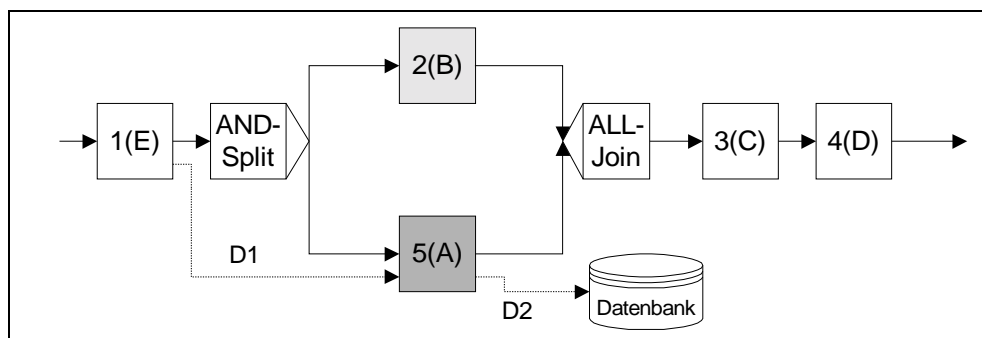 2(B)
1(E)
AND-
Split
ALL-
Join
3(C)
4(D)
D1
5(A)
D2
Datenbank